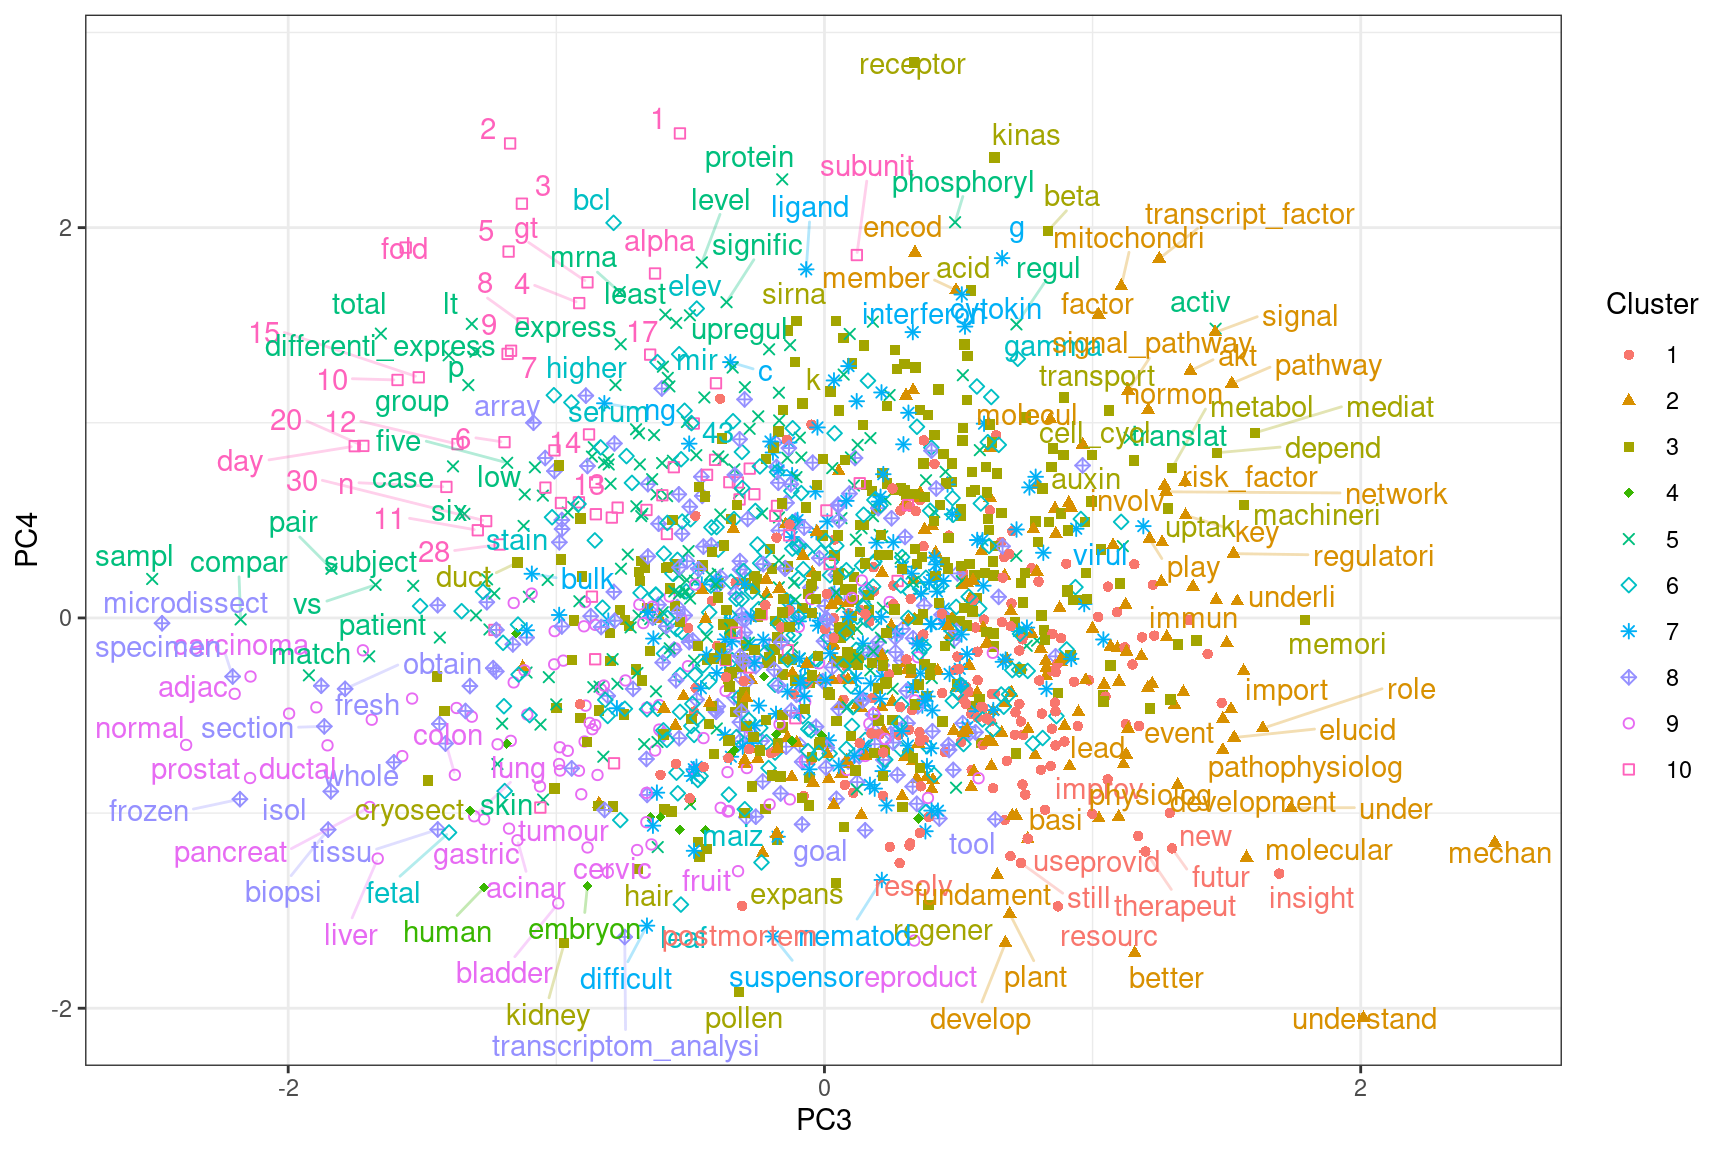 receptor
2
1
kinas
protein
subunit
phosphoryl
3
bcl
level
ligand
beta
transcript_factor
5
gt
encod
g
mitochondri
2
fold
alpha
signific
mrna
member
acid
regul
8
4
least
elev
sirna
total
lt
interferon
cytokin
factor
activ
signal
15
9
express
17
upregul
differenti_express
gamma
signal_pathway
akt
7
higher
mir
c
k
transport
pathway
10
p
hormon
group
array
serum
ng
molecul
metabol
mediat
20
12
6
14
42
cell_cycl
translat
depend
five
day
30
n
case
low
13
auxin
risk_factor
network
11
six
involv
machineri
pair
uptak
key
28
stain
sampl
compar
subject
virul
regulatori
duct
bulk
play
microdissect
vs
underli
0
patient
immun
specimen
carcinoma
match
memori
obtain
adjac
import
role
fresh
normal
section
colon
event
elucid
lead
prostat
ductal
whole
lung
pathophysiolog
improv
physiolog
development
under
frozen
isol
cryosect
skin
basi
tumour
maiz
new
pancreat
tissu
gastric
goal
tool
useprovid
molecular
mechan
cervic
futur
biopsi
fetal
acinar
hair
fruit
expans
resolv
fundament
still
therapeut
insight
liver
human
embryon
leaf
postmortem
nematod
regener
resourc
bladder
difficult
suspensor
reproduct
plant
better
-2
kidney
pollen
develop
understand
transcriptom_analysi
-2
0
2
PC3
PC4
Cluster
1
2
3
4
5
6
7
8
9
10